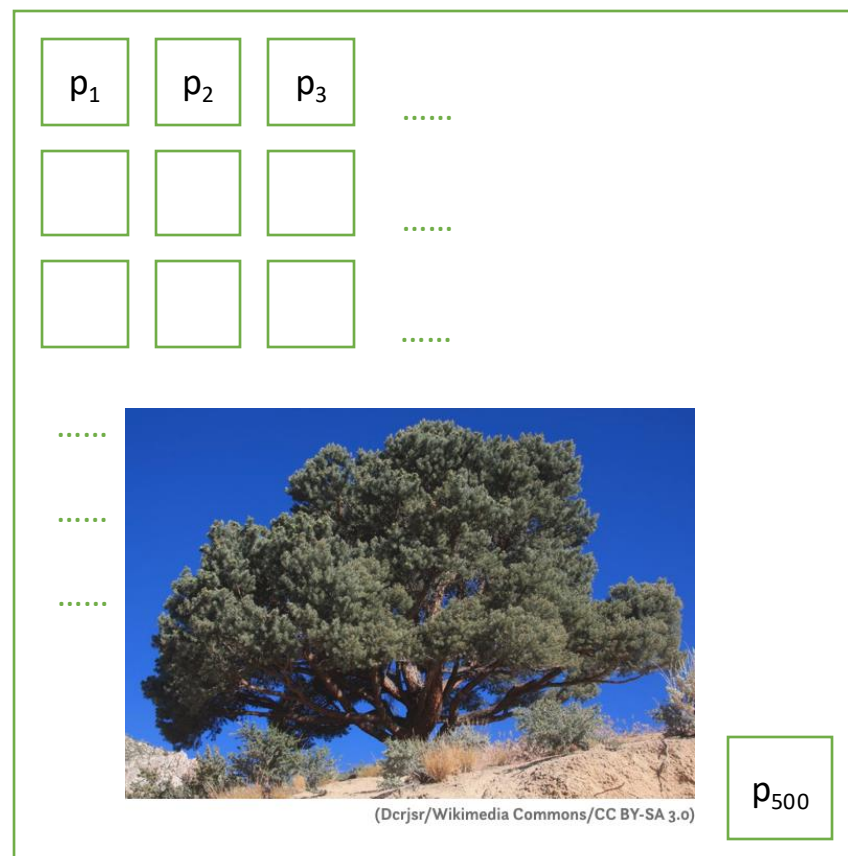 p₁ p₂ p₃ ......
......
......
......
......
......
(Dcrjsr/Wikimedia Commons/CC BY-SA 3.0)
p₅₀₀